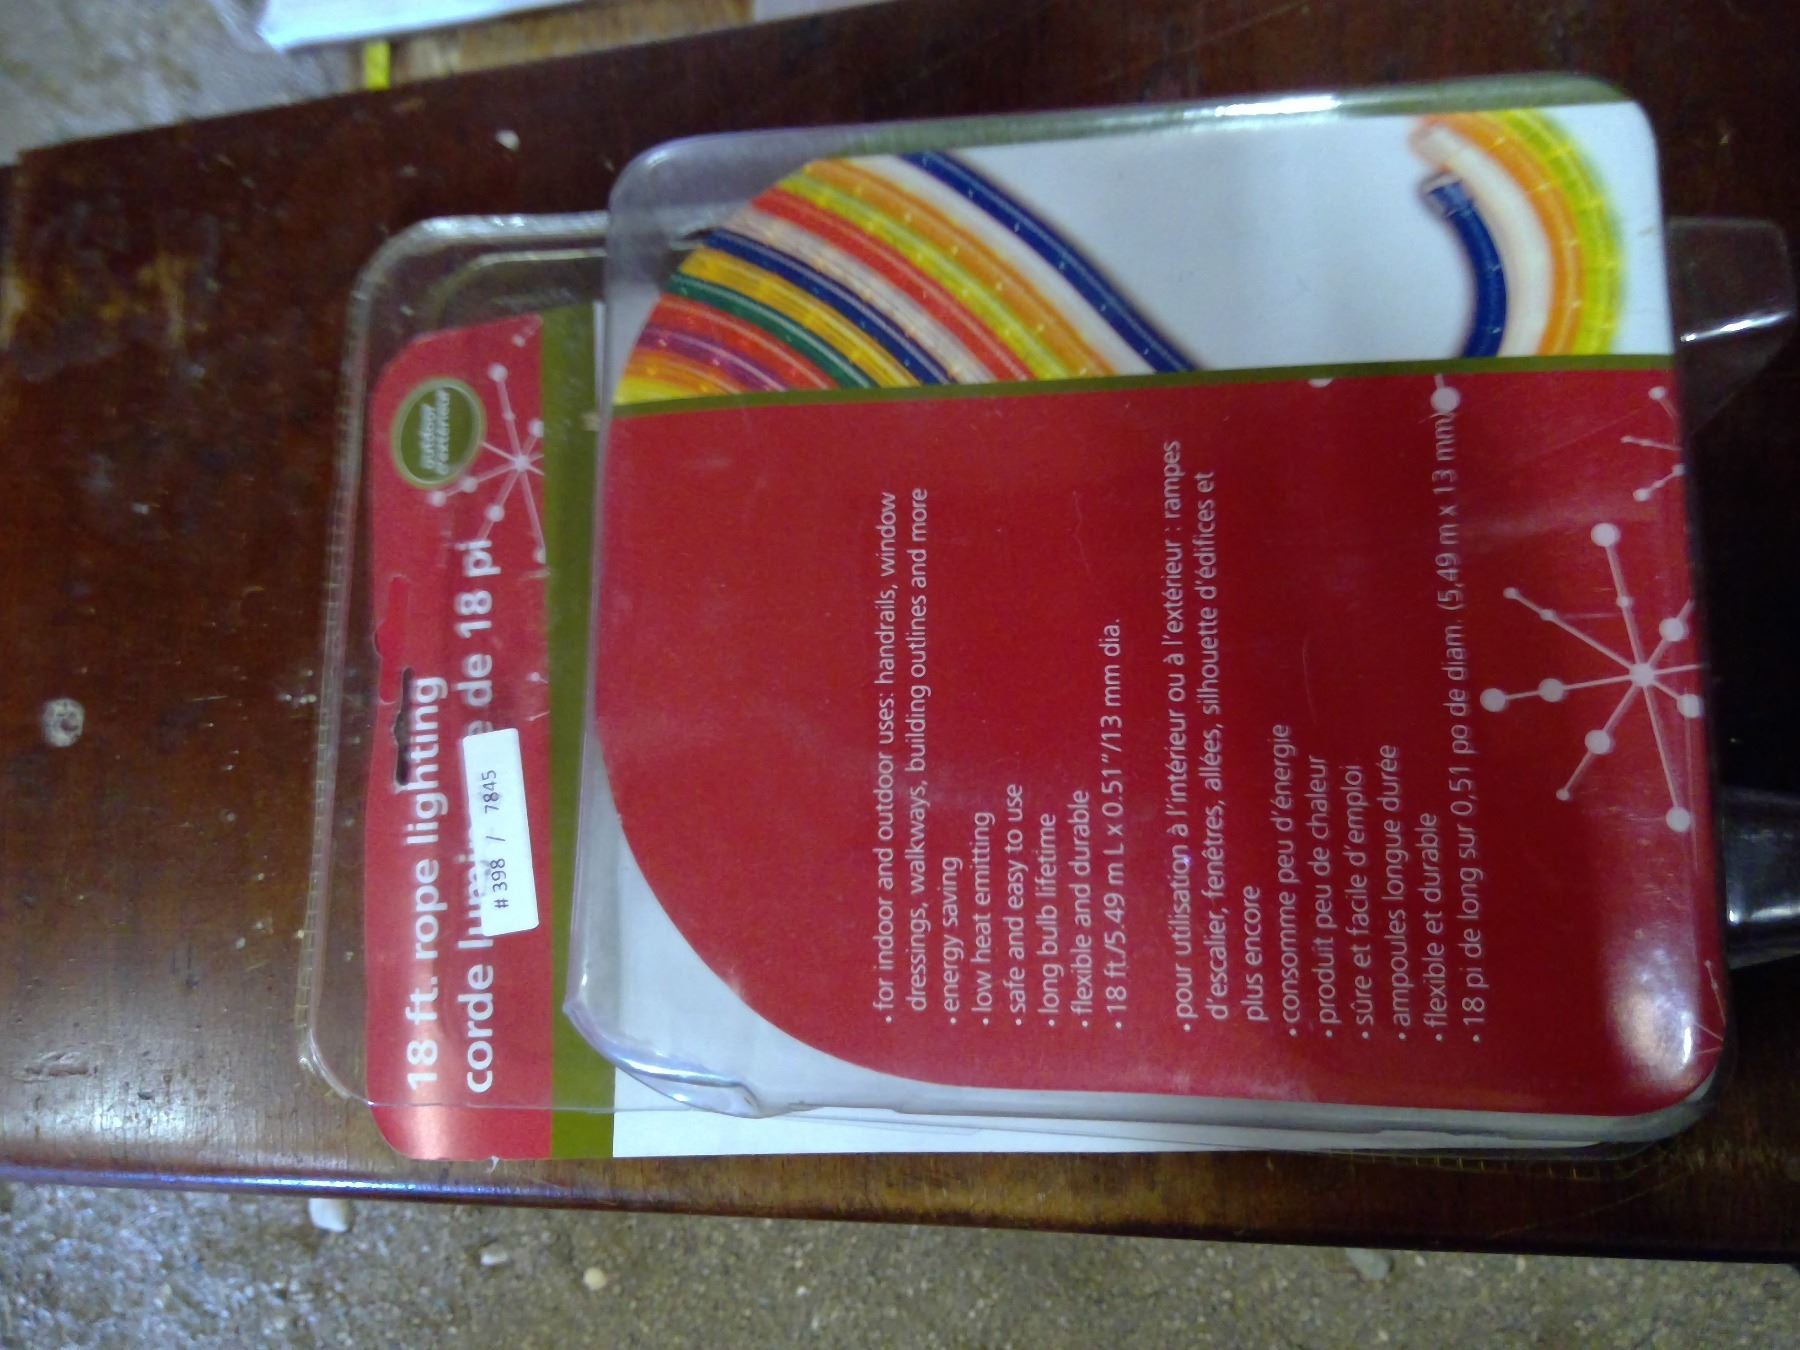 outdoor
18 ft. rope lighting
corde de 18 pi
#398 / 7845
• for indoor and outdoor uses: handrails, window
dressings, walkways, building outlines and more
• energy saving
• low heat emitting
• safe and easy to use
• long bulb lifetime
• flexible and durable
• 18 ft./5.49 m L x 0.51"/13 mm dia.
• pour utilisation à l'intérieur ou à l'extérieur : rampes
d'escalier, fenêtres, allées, silhouette d'édifices et
plus encore
• consomme peu d'énergie
• produit peu de chaleur
• sûre et facile d'emploi
• ampoules longue durée
• flexible et durable
• 18 pi de long sur 0,51 po de diam. (5,49 m x 13 mm)